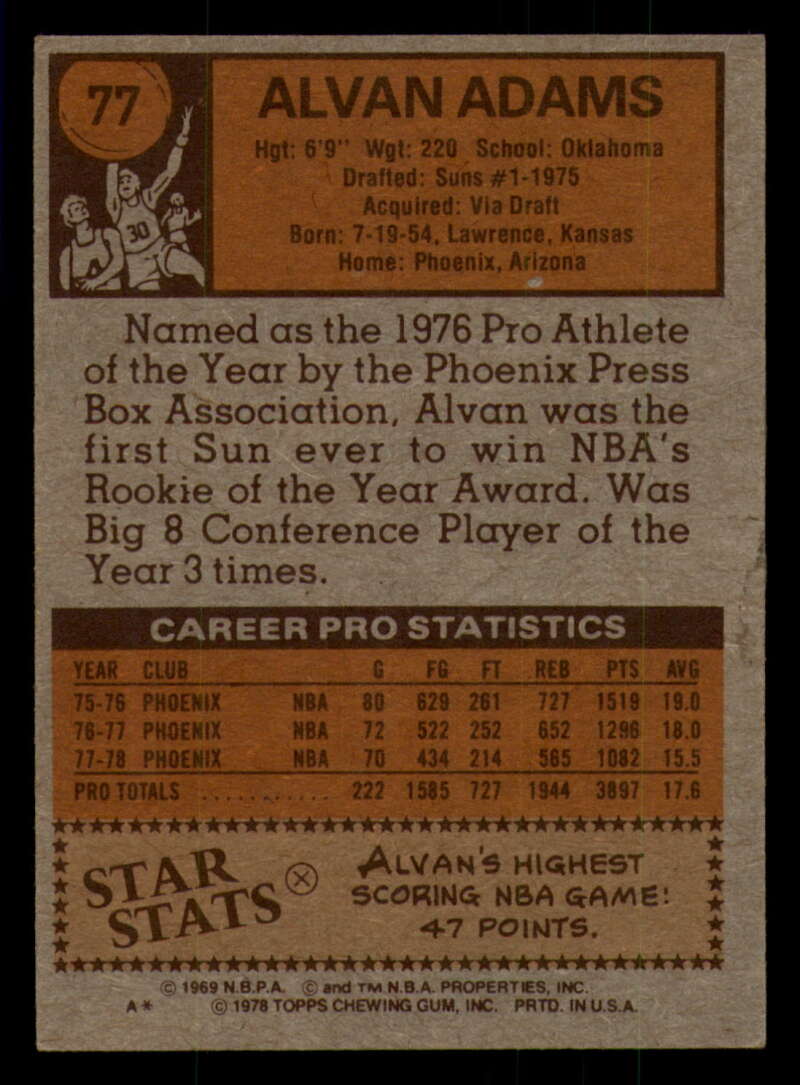 77
ALVAN ADAMS
Hgt: 6'9" Wgt: 220 School: Oklahoma
Drafted: Suns #1-1975
Acquired: Via Draft
Born: 7-19-54, Lawrence, Kansas
Home: Phoenix, Arizona
30
Named as the 1976 Pro Athlete
of the Year by the Phoenix Press
Box Association, Alvan was the
first Sun ever to win NBA's
Rookie of the Year Award. Was
Big 8 Conference Player of the
Year 3 times.
CAREER PRO STATISTICS
YEAR CLUB G FG FT REB PTS AVG
75-76 PHOENIX NBA 80 629 261 727 1519 19.0
76-77 PHOENIX NBA 72 522 252 652 1296 18.0
77-78 PHOENIX NBA 70 434 214 565 1082 15.5
PRO TOTALS ............ 222 1585 727 1944 3897 17.6
STAR
STATS
ALVAN'S HIGHEST
SCORING NBA GAME:
47 POINTS.
© 1969 N.B.P.A. © and TM N.B.A. PROPERTIES, INC.
A* © 1978 TOPPS CHEWING GUM, INC. PRTD. IN U.S.A.